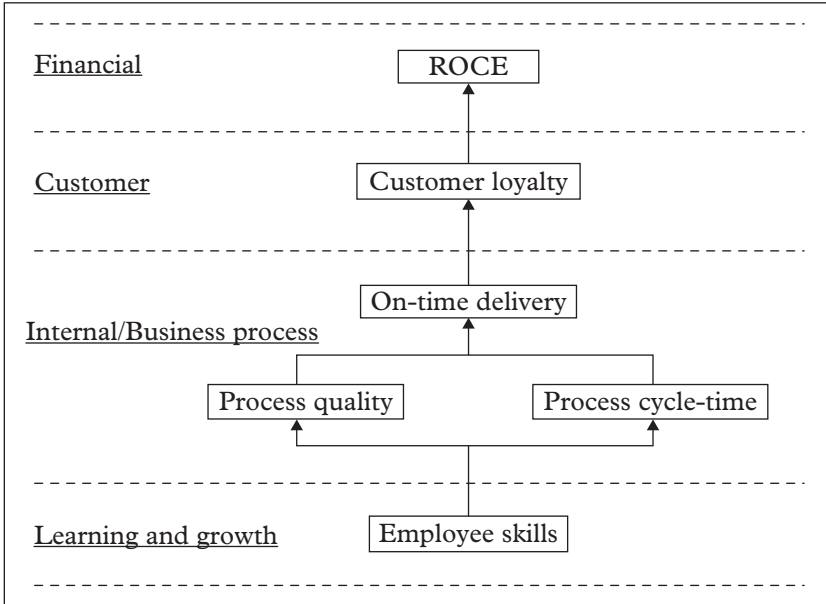 Financial
ROCE
Customer
Customer loyalty
On-time delivery
Internal/Business process
Process quality
Process cycle-time
Learning and growth
Employee skills